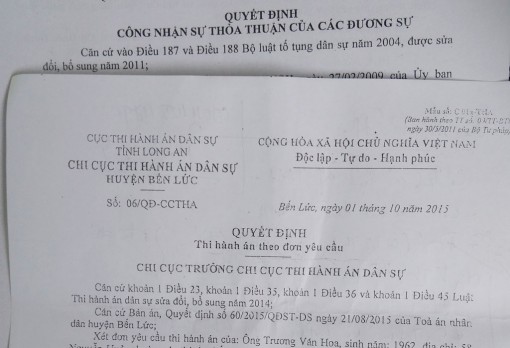 QUYẾT ĐỊNH
CÔNG NHẬN SỰ THỎA THUẬN CỦA CÁC ĐƯƠNG SỰ
Căn cứ vào Điều 187 và Điều 188 Bộ luật tố tụng dân sự năm 2004, được sửa
đổi, bổ sung năm 2011;
27/02/2009 của Ủy ban
Mẫu số:
(Ban hành theo
ngày 30/5/2011 của Bộ Tư pháp)
CỤC THI HÀNH ÁN DÂN SỰ
TỈNH LONG AN
CHI CỤC THI HÀNH ÁN DÂN SỰ
HUYỆN BẾN LỨC
CỘNG HÒA XÃ HỘI CHỦ NGHĨA VIỆT NAM
Độc lập - Tự do - Hạnh phúc
Số: 06/QĐ-CCTHA
Bến Lức, ngày 01 tháng 10 năm 2015
QUYẾT ĐỊNH
Thi hành án theo đơn yêu cầu
CHI CỤC TRƯỞNG CHI CỤC THI HÀNH ÁN DÂN SỰ
Căn cứ khoản 1 Điều 23, khoản 1 Điều 35, khoản 1 Điều 36 và khoản 1 Điều 45 Luật
Thi hành án dân sự sửa đổi, bổ sung năm 2014;
Căn cứ Bản án, Quyết định số 60/2015/QĐST-DS ngày 21/08/2015 của Toà án nhân
dân huyện Bến Lức;
Xét đơn yêu cầu thi hành án của: Ông Trương Văn Hoa, sinh năm: 1962, địa chỉ: 58